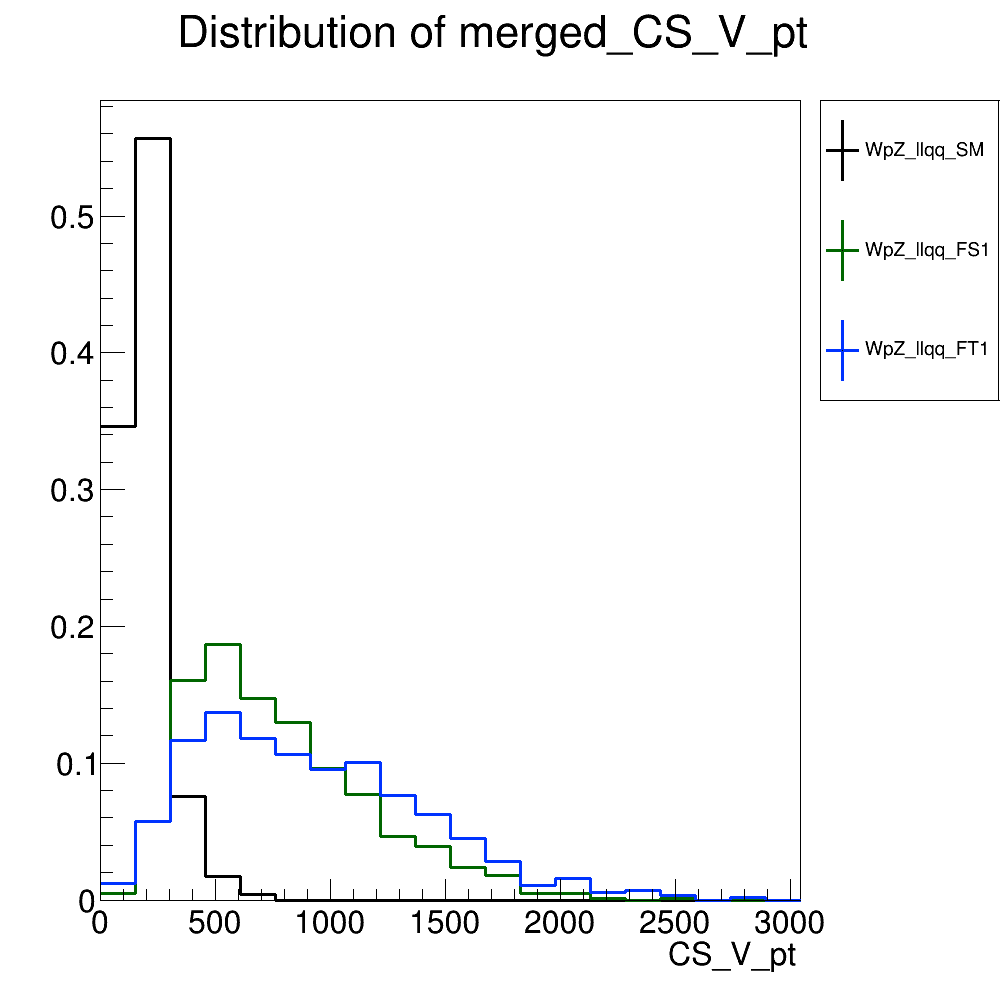 Distribution of merged_CS_V_pt
WpZ_llqq_SM
WpZ_llqq_FS1
WpZ_llqq_FT1
0.5
0.4
0.3
0.2
0.1
0
0 500 1000 1500 2000 2500 3000
CS_V_pt